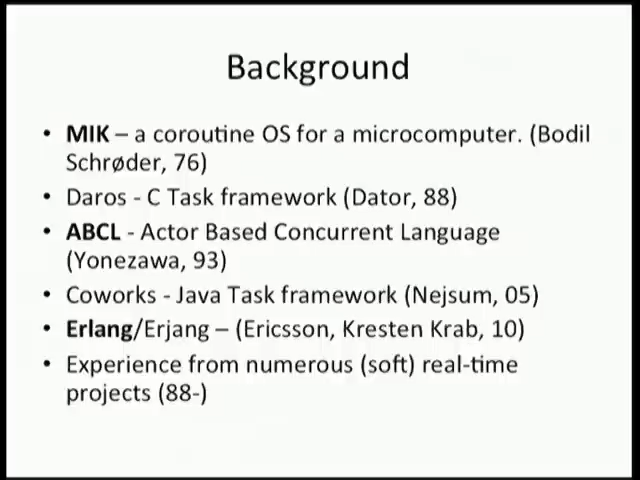 Background
• MIK – a coroutine OS for a microcomputer. (Bodil
Schrøder, 76)
• Daros - C Task framework (Dator, 88)
• ABCL - Actor Based Concurrent Language
(Yonezawa, 93)
• Coworks - Java Task framework (Nejsum, 05)
• Erlang/Erjang – (Ericsson, Kresten Krab, 10)
• Experience from numerous (soft) real-time
projects (88-)